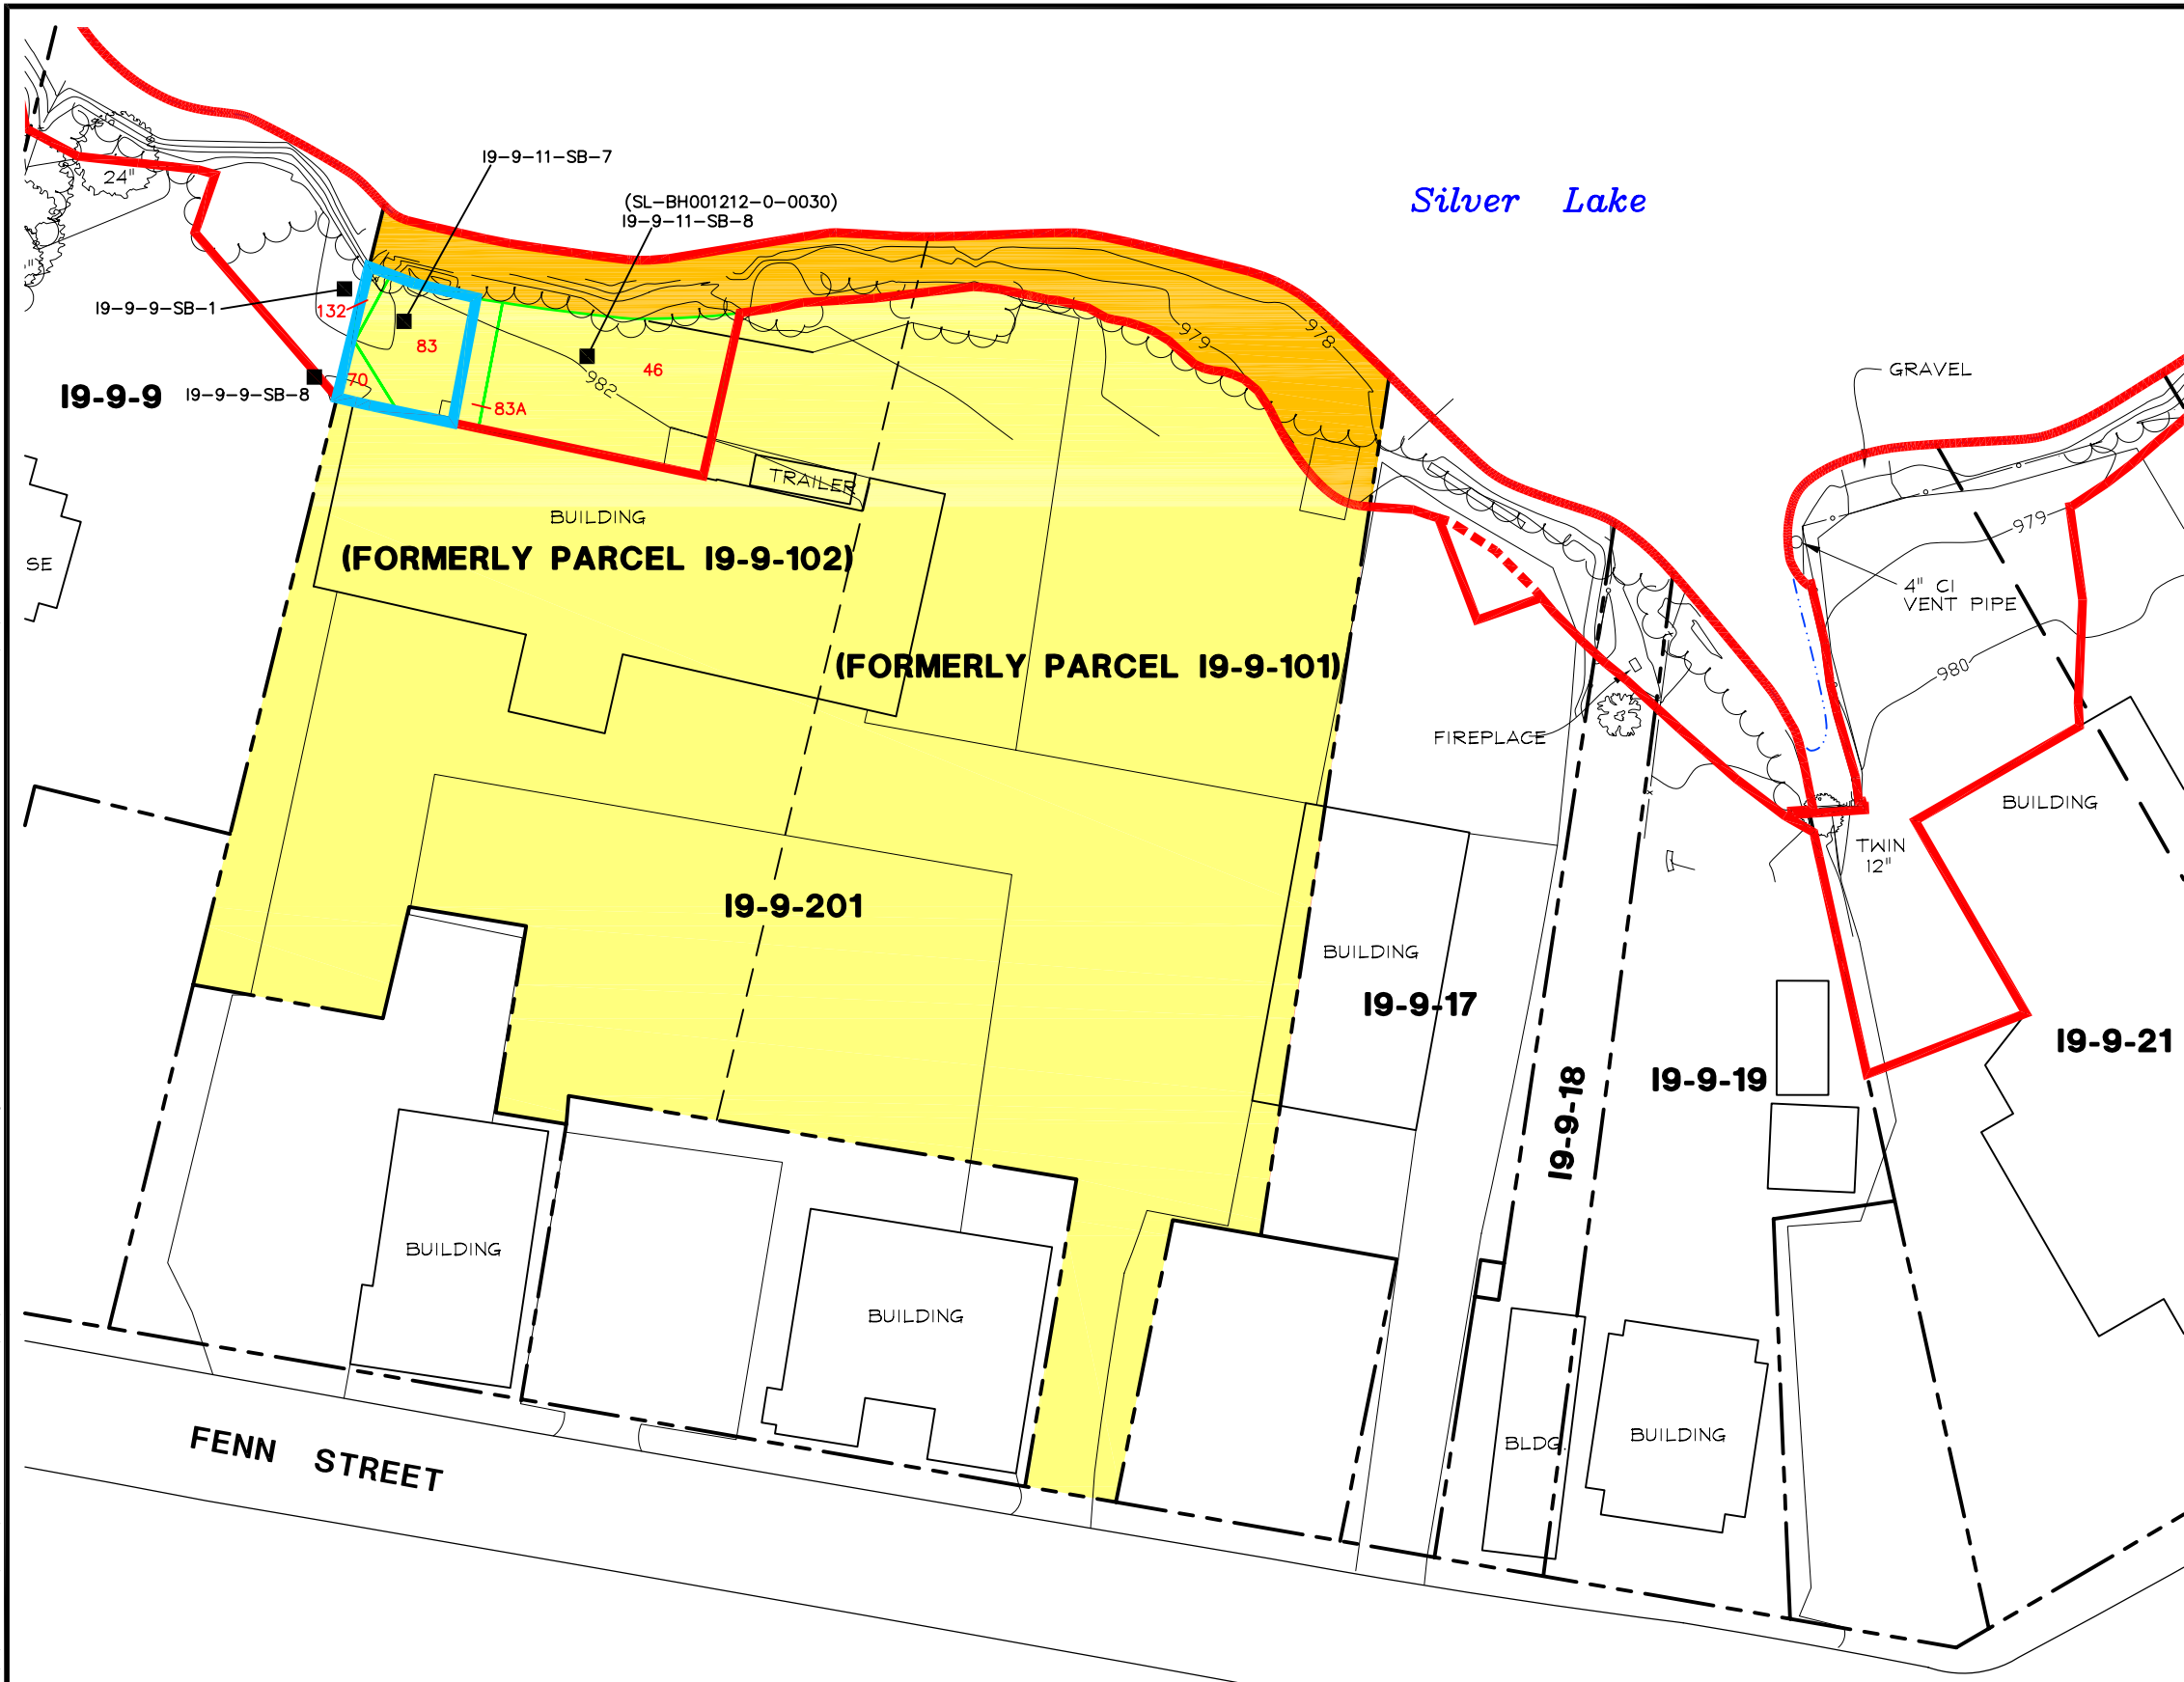 I9-9-11-SB-7
24"
(SL-BH001212-0-0030)
I9-9-11-SB-8
Silver Lake
I9-9-9-SB-1
132
83
978
979
GRAVEL
I9-9-9
I9-9-9-SB-8
70
982
46
83A
TRAILER
979
BUILDING
(FORMERLY PARCEL I9-9-102)
SE
4" CI
VENT PIPE
(FORMERLY PARCEL I9-9-101)
980
FIREPLACE
BUILDING
TWIN
12"
I9-9-201
BUILDING
I9-9-17
I9-9-18
I9-9-19
I9-9-21
BUILDING
BUILDING
BLDG.
BUILDING
FENN STREET